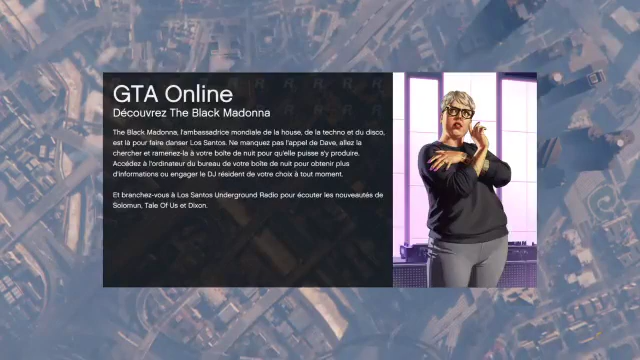 GTA Online
Découvrez The Black Madonna
The Black Madonna, l'ambassadrice mondiale de la house, de la techno et du disco,
est là pour faire danser Los Santos. Ne manquez pas l'appel de Dave, allez la
chercher et ramenez-la à votre boîte de nuit pour qu'elle puisse s'y produire.
Accédez à l'ordinateur du bureau de votre boîte de nuit pour obtenir plus
d'informations ou engager le DJ résident de votre choix à tout moment.
Et branchez-vous à Los Santos Underground Radio pour écouter les nouveautés de
Solomun, Tale Of Us et Dixon.